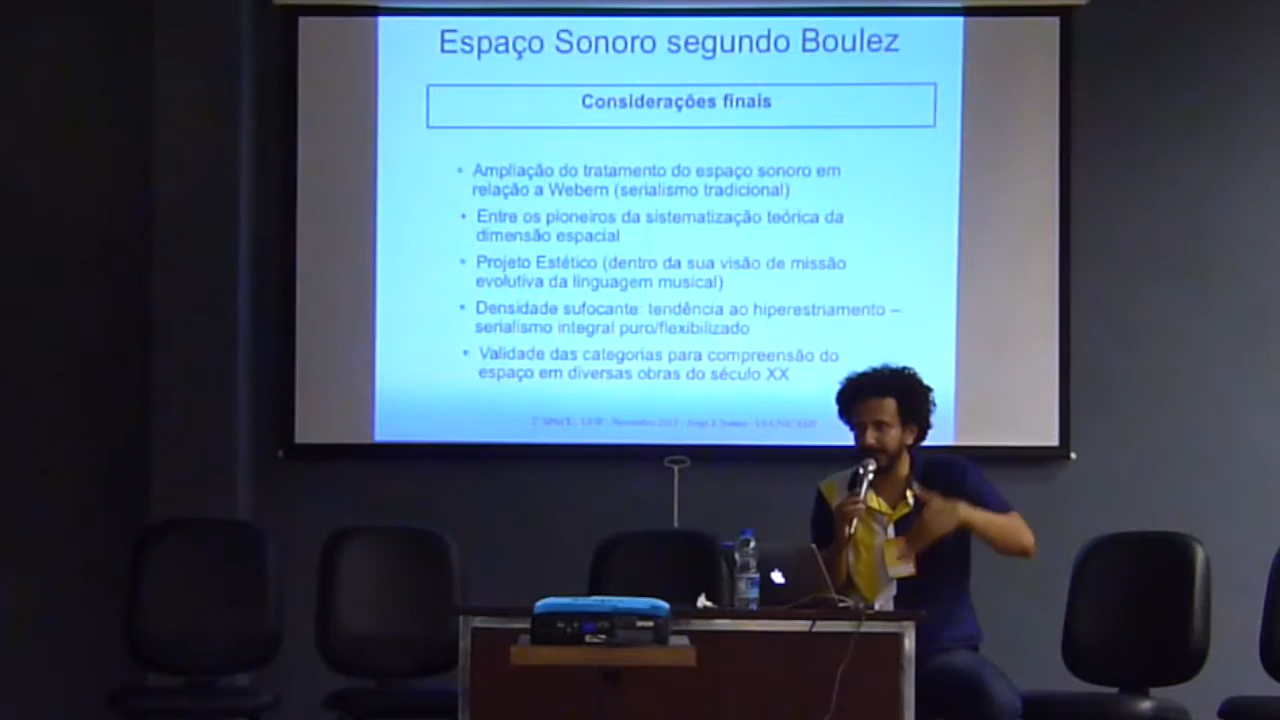 Espaço Sonoro segundo Boulez
Considerações finais
• Ampliação do tratamento do espaço sonoro em
relação a Webern (serialismo tradicional)
• Entre os pioneiros da sistematização teórica da
dimensão espacial
• Projeto Estético (dentro da sua visão de missão
evolutiva da linguagem musical)
• Densidade sufocante: tendência ao hiperestriamento –
serialismo integral puro/flexibilizado
• Validade das categorias para compreensão do
espaço em diversas obras do século XX